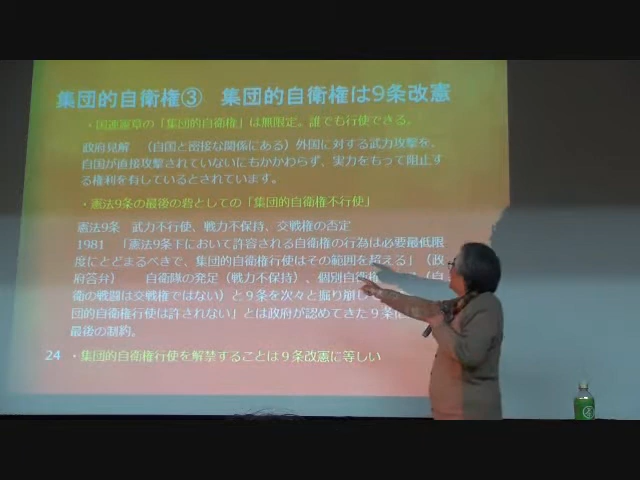 集団的自衛権③　集団的自衛権は9条改憲
・国連憲章の「集団的自衛権」は無限定。誰でも行使できる。
政府見解　（自国と密接な関係にある）外国に対する武力攻撃を、
自国が直接攻撃されていないにもかかわらず、実力をもって阻止す
る権利を有しているとされています。
・憲法9条の最後の砦としての「集団的自衛権不行使」
憲法9条　武力不行使、戦力不保持、交戦権の否定
1981　「憲法9条下において許容される自衛権の行為は必要最低限
度にとどまるべきで、集団的自衛権行使はその範囲を超える」（政
府答弁）　自衛隊の発足（戦力不保持）、個別自衛権　（自
衛の戦闘は交戦権ではない）と９条を次々と掘り崩し
団的自衛権行使は許されない」とは政府が認めてきた９条に
最後の制約。
24　・集団的自衛権行使を解禁することは９条改憲に等しい